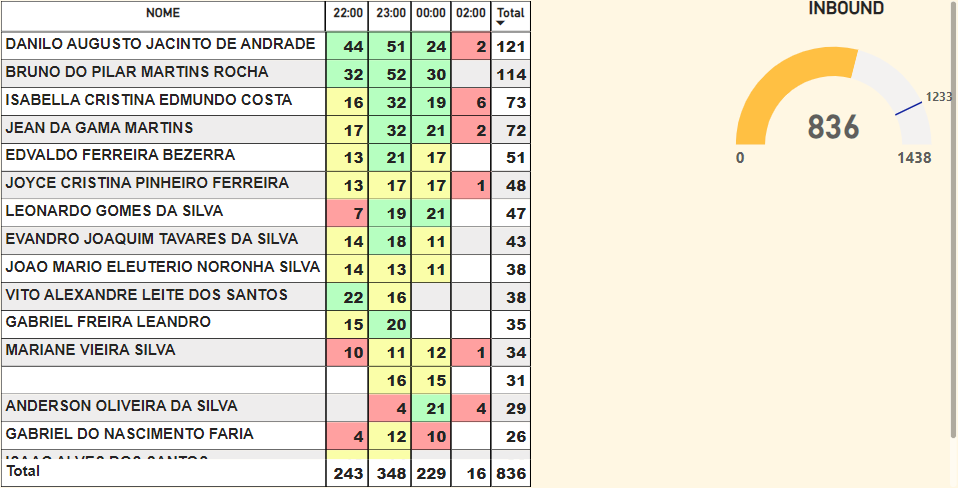 NOME 22:00 23:00 00:00 02:00 Total
DANILO AUGUSTO JACINTO DE ANDRADE 44 51 24 2 121
BRUNO DO PILAR MARTINS ROCHA 32 52 30 114
ISABELLA CRISTINA EDMUNDO COSTA 16 32 19 6 73
JEAN DA GAMA MARTINS 17 32 21 2 72
EDVALDO FERREIRA BEZERRA 13 21 17 51
JOYCE CRISTINA PINHEIRO FERREIRA 13 17 17 1 48
LEONARDO GOMES DA SILVA 7 19 21 47
EVANDRO JOAQUIM TAVARES DA SILVA 14 18 11 43
JOAO MARIO ELEUTERIO NORONHA SILVA 14 13 11 38
VITO ALEXANDRE LEITE DOS SANTOS 22 16 38
GABRIEL FREIRA LEANDRO 15 20 35
MARIANE VIEIRA SILVA 10 11 12 1 34
16 15 31
ANDERSON OLIVEIRA DA SILVA 4 21 4 29
GABRIEL DO NASCIMENTO FARIA 4 12 10 26
Total 243 348 229 16 836
INBOUND
1233
836
0 1438